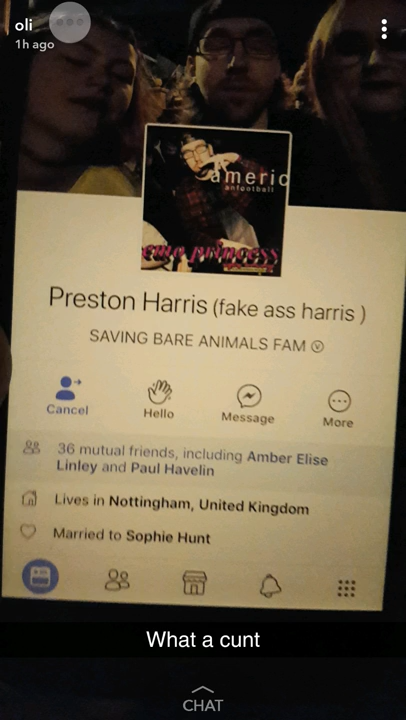 oli
1h ago
americ
anfootball
emo princess
Preston Harris (fake ass harris )
SAVING BARE ANIMALS FAM
Cancel
Hello
Message
More
36 mutual friends, including Amber Elise
Linley and Paul Havelin
Lives in Nottingham, United Kingdom
Married to Sophie Hunt
What a cunt
CHAT